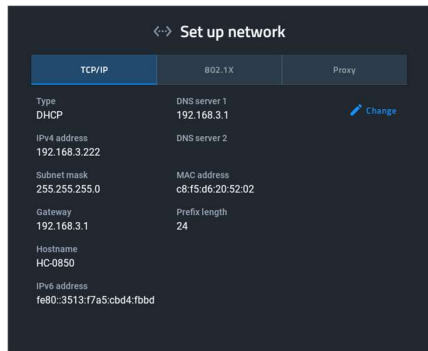 Set up network
TCP/IP 802.1X Proxy
Type DNS server 1
DHCP 192.168.3.1 Change
IPv4 address DNS server 2
192.168.3.222
Subnet mask MAC address
255.255.255.0 c8:f5:d6:20:52:02
Gateway Prefix length
192.168.3.1 24
Hostname
HC-0850
IPv6 address
fe80::3513:f7a5:cbd4:fbbd